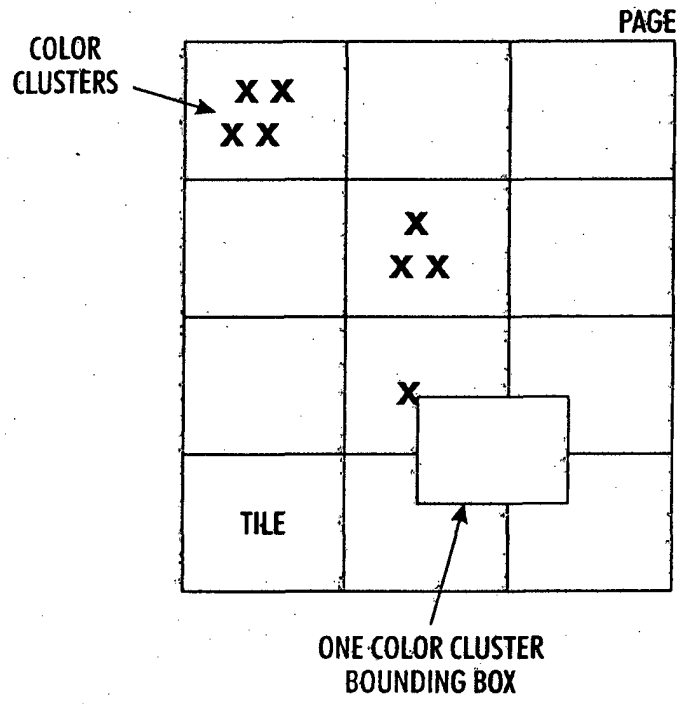 PAGE
COLOR
CLUSTERS
X X
X X
X
X X
X
TILE
ONE COLOR CLUSTER
BOUNDING BOX